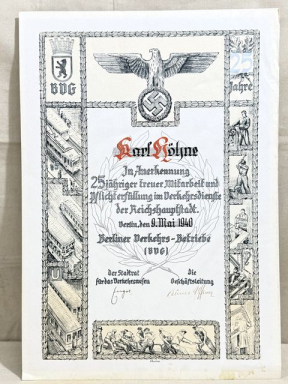 BVG
25
Jahre
Karl Köhne
In Anerkennung
25jähriger treuer Mitarbeit und
Pflichterfüllung im Verkehrsdienste
der Reichshauptstadt.
Berlin, den 9. Mai 1940
Berliner Verkehrs-Betriebe
(BVG)
Der Stadtrat
für das Verkehrswesen
Die
Geschäftsleitung
U